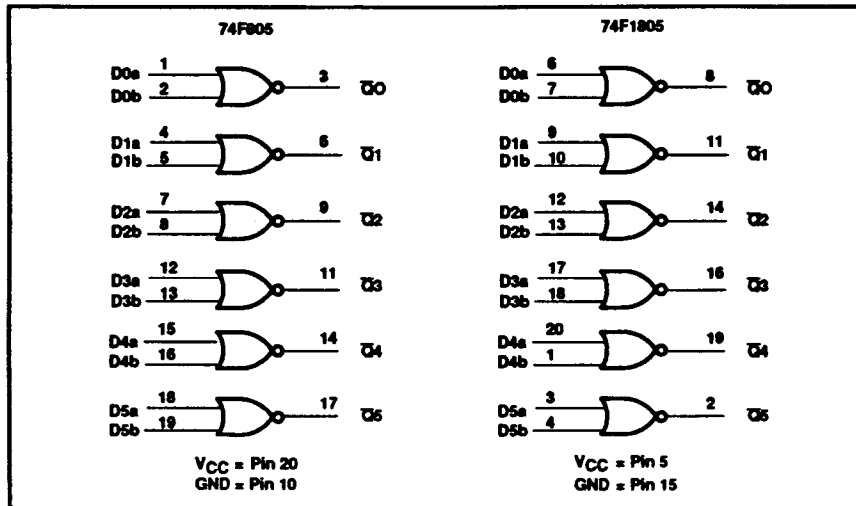 74F805
D0a 1
D0b 2
3 Q̅0
D1a 4
D1b 5
6 Q̅1
D2a 7
D2b 8
9 Q̅2
D3a 12
D3b 13
11 Q̅3
D4a 15
D4b 16
14 Q̅4
D5a 18
D5b 19
17 Q̅5
VCC = Pin 20
GND = Pin 10
74F1805
D0a 6
D0b 7
8 Q̅0
D1a 9
D1b 10
11 Q̅1
D2a 12
D2b 13
14 Q̅2
D3a 17
D3b 18
16 Q̅3
D4a 20
D4b 1
19 Q̅4
D5a 3
D5b 4
2 Q̅5
VCC = Pin 5
GND = Pin 15